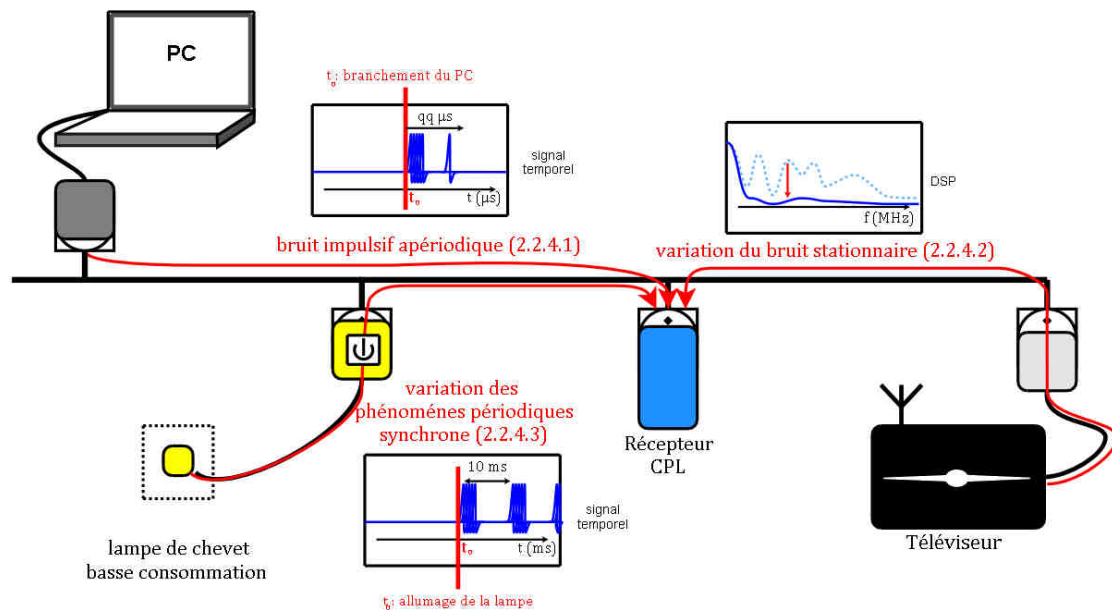 PC
t₀: branchement du PC
qq µs
signal
temporel
t₀
t (µs)
DSP
f (MHz)
bruit impulsif apériodique (2.2.4.1)
variation du bruit stationnaire (2.2.4.2)
variation des
phénoménes périodiques
synchrone (2.2.4.3)
Récepteur
CPL
10 ms
signal
temporel
t₀
t (ms)
lampe de chevet
basse consommation
Téléviseur
t₀: allumage de la lampe